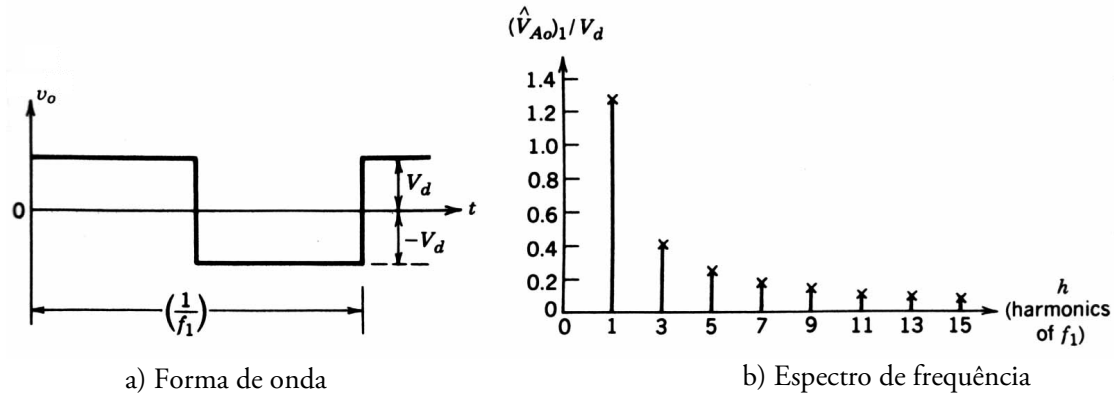 v_o
0
V_d
-V_d
t
(1/f_1)
a) Forma de onda
(V̂_{Ao})_1/V_d
1.4
1.2
1.0
0.8
0.6
0.4
0.2
0
0 1 3 5 7 9 11 13 15
h
(harmonics
of f_1)
b) Espectro de frequência